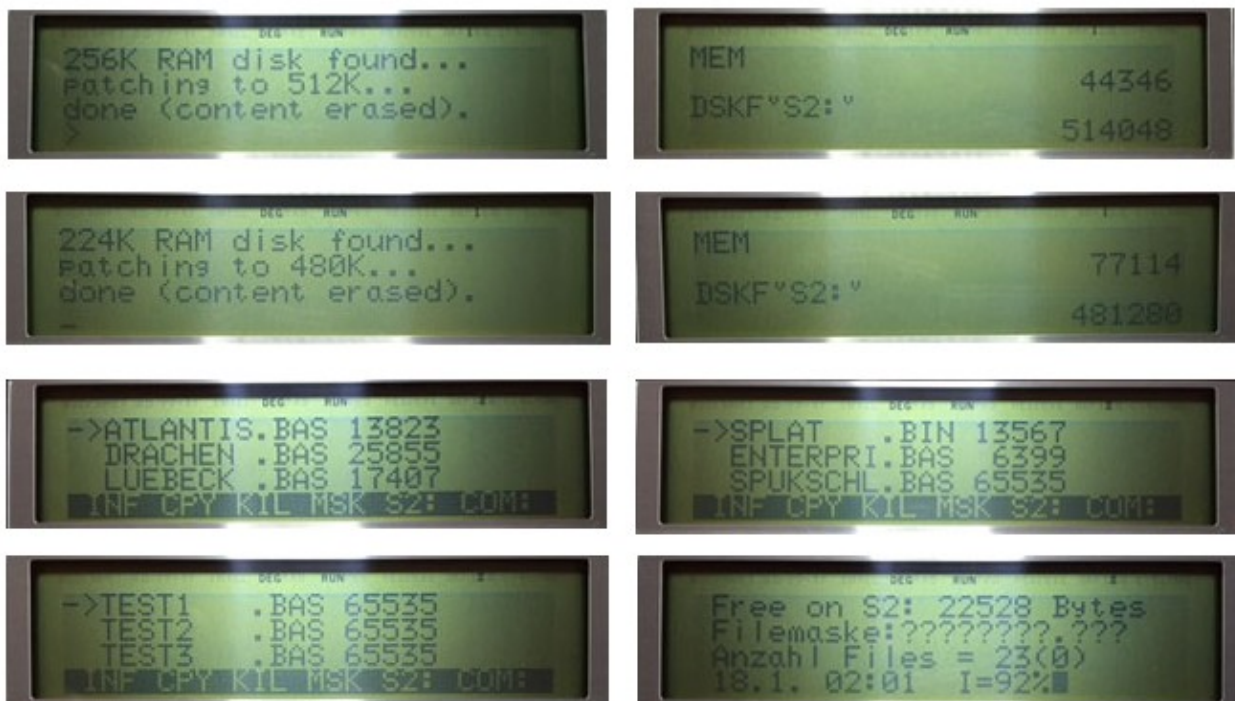 DEG RUN I
256K RAM disk found...
patching to 512K...
done (content erased).
>
DEG RUN I
MEM
44346
DSKF"S2:"
514048
DEG RUN I
224K RAM disk found...
patching to 480K...
done (content erased).
_
DEG RUN I
MEM
77114
DSKF"S2:"
481280
DEG RUN
->ATLANTIS.BAS 13823
DRACHEN .BAS 25855
LUEBECK .BAS 17407
INF CPY KIL MSK S2: COM:
DEG RUN
->SPLAT .BIN 13567
ENTERPRI.BAS 6399
SPUKSCHL.BAS 65535
INF CPY KIL MSK S2: COM:
DEG RUN
->TEST1 .BAS 65535
TEST2 .BAS 65535
TEST3 .BAS 65535
INF CPY KIL MSK S2: COM:
DEG RUN
Free on S2: 22528 Bytes
Filemaske:????????.???
Anzahl Files = 23(0)
18.1. 02:01 I=92%